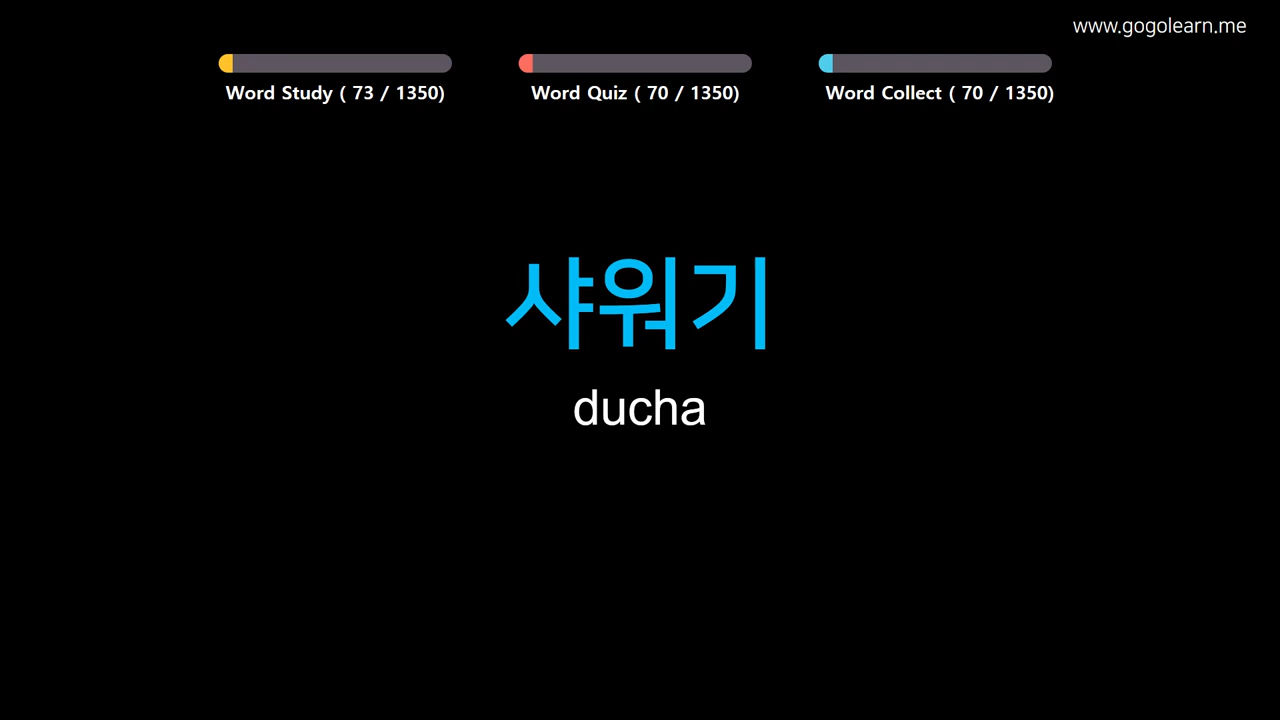 www.gogolearn.me
Word Study ( 73 / 1350)
Word Quiz ( 70 / 1350)
Word Collect ( 70 / 1350)
샤워기
ducha